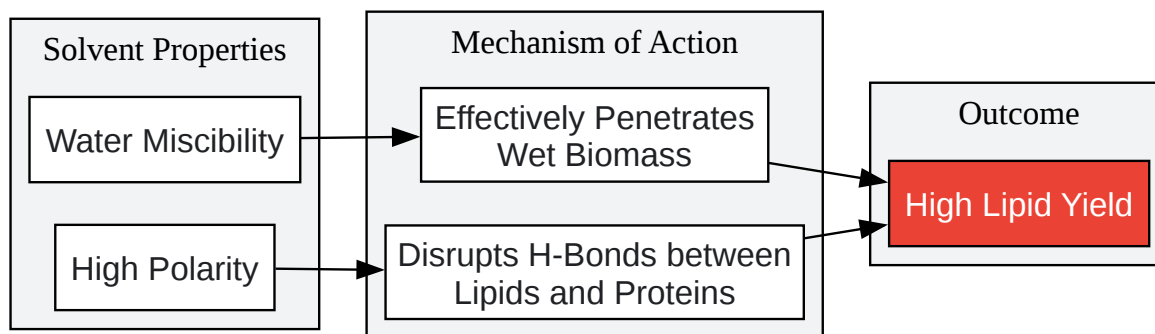 Solvent Properties
Water Miscibility
High Polarity
Mechanism of Action
Effectively Penetrates
Wet Biomass
Disrupts H-Bonds between
Lipids and Proteins
Outcome
High Lipid Yield